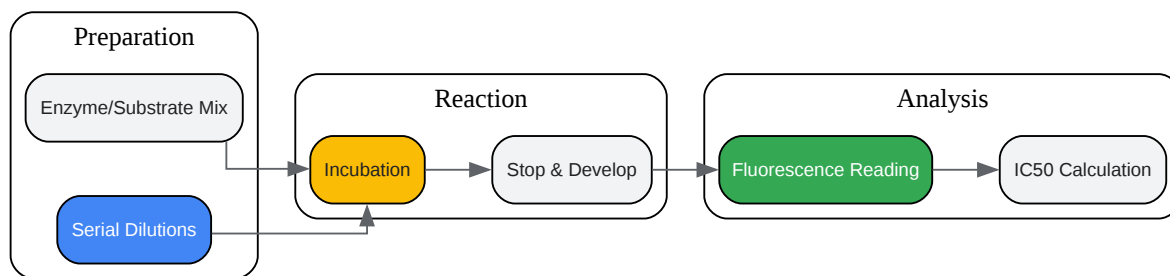 Preparation
Enzyme/Substrate Mix
Serial Dilutions
Reaction
Incubation
Stop & Develop
Analysis
Fluorescence Reading
IC50 Calculation